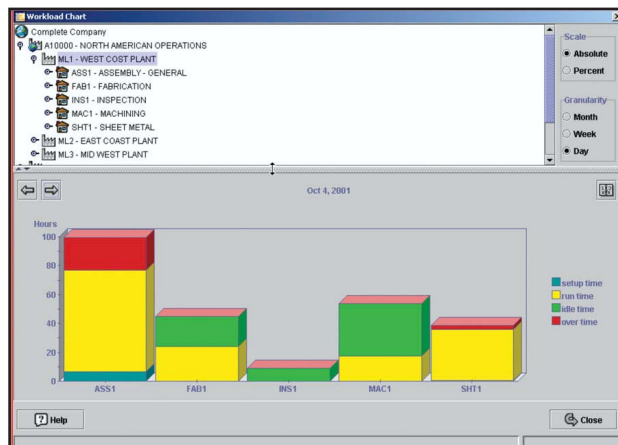 Workload Chart
Complete Company
A10000 - NORTH AMERICAN OPERATIONS
ML1 - WEST COST PLANT
ASS1 - ASSEMBLY - GENERAL
FAB1 - FABRICATION
INS1 - INSPECTION
MAC1 - MACHINING
SHT1 - SHEET METAL
ML2 - EAST COAST PLANT
ML3 - MID WEST PLANT
Scale
Absolute
Percent
Granularity
Month
Week
Day
Oct 4, 2001
Hours
100
80
60
40
20
0
ASS1 FAB1 INS1 MAC1 SHT1
setup time
run time
idle time
over time
? Help
Close